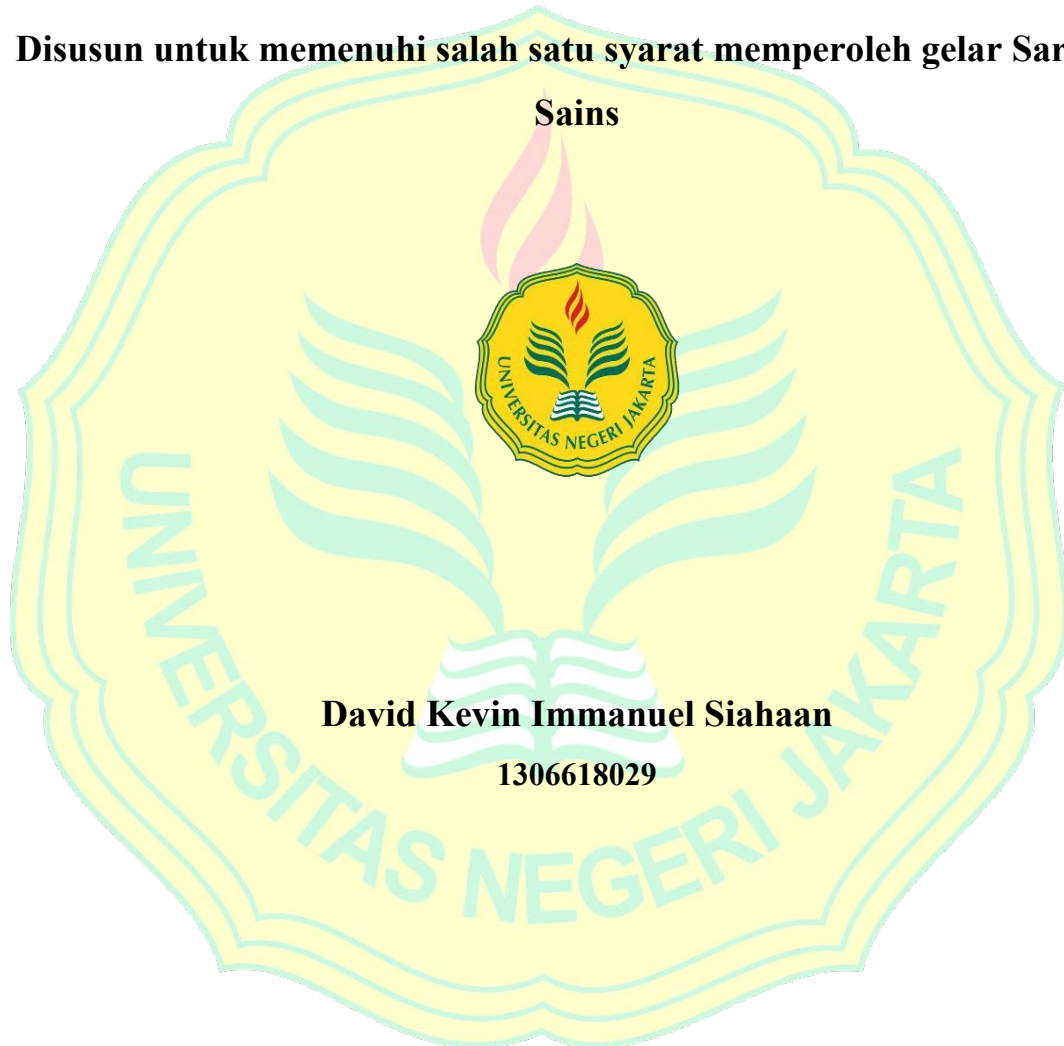 Disusun untuk memenuhi salah satu syarat memperoleh gelar Sar
Sains
UNIVERSITAS NEGERI JAKARTA
David Kevin Immanuel Siahaan
1306618029
UNIVERSITAS NEGERI JAKARTA